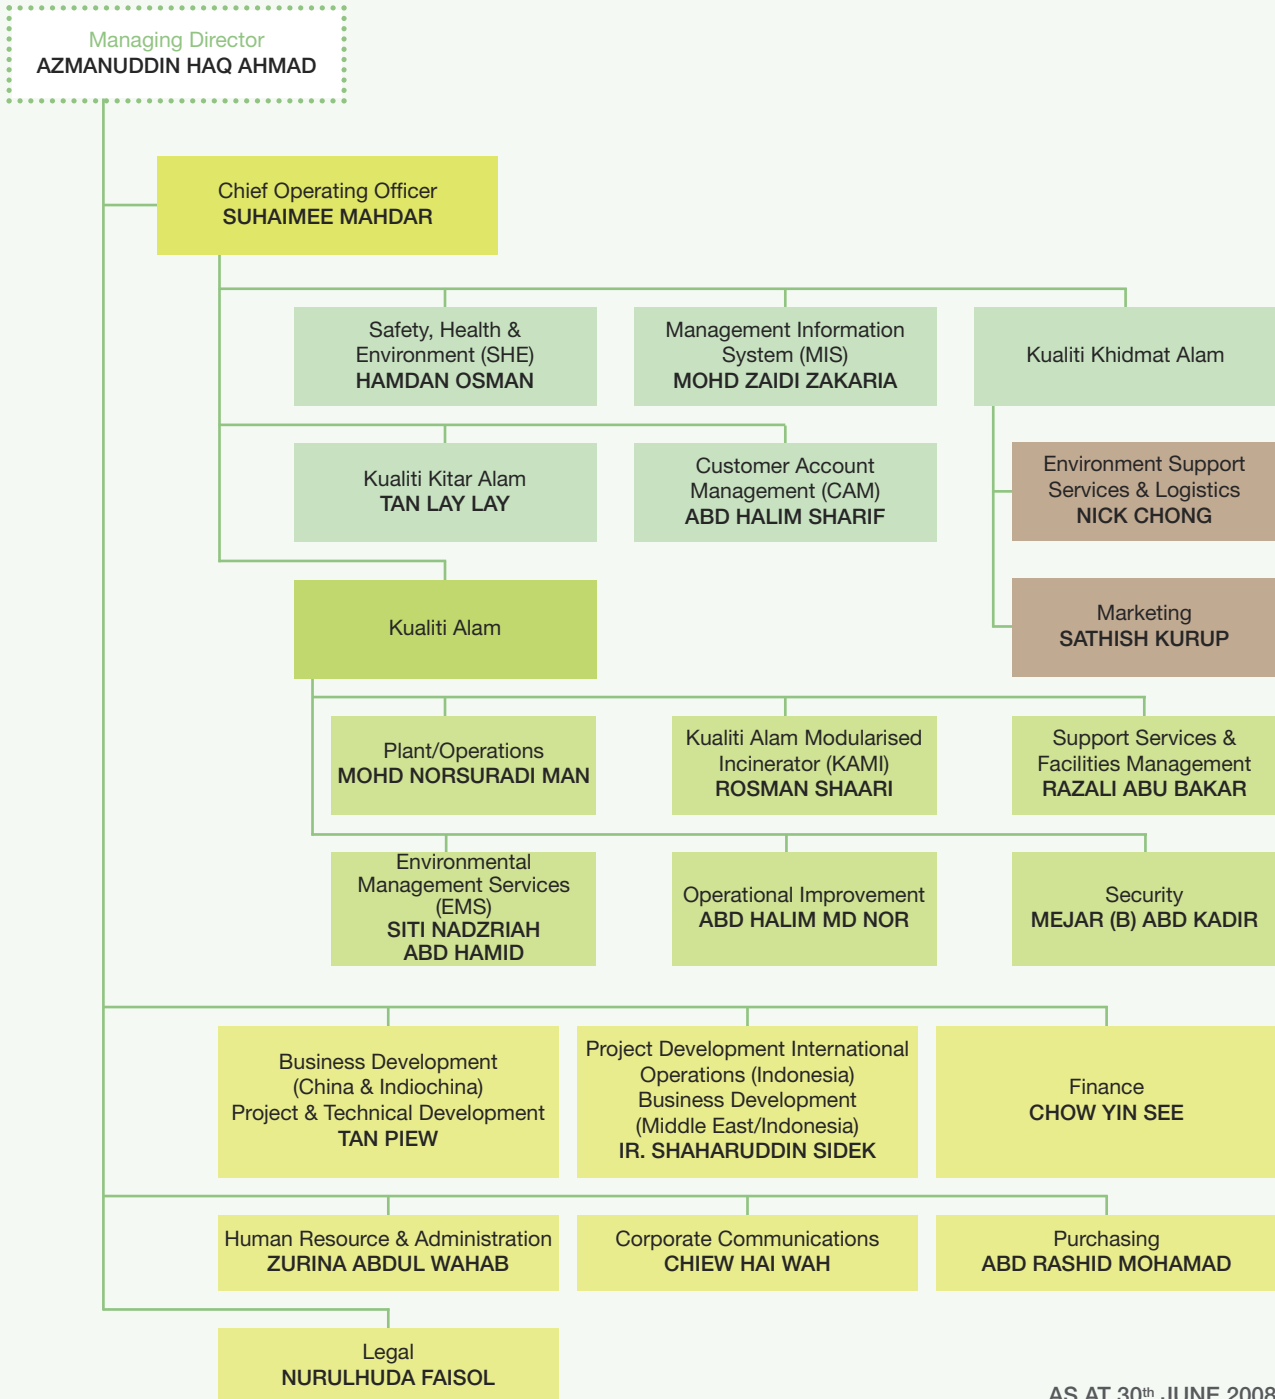 Managing Director
AZMANUDDIN HAQ AHMAD
Chief Operating Officer
SUHAIMEE MAHDAR
Safety, Health &
Environment (SHE)
HAMDAN OSMAN
Management Information
System (MIS)
MOHD ZAIDI ZAKARIA
Kualiti Khidmat Alam
Kualiti Kitar Alam
TAN LAY LAY
Customer Account
Management (CAM)
ABD HALIM SHARIF
Environment Support
Services & Logistics
NICK CHONG
Kualiti Alam
Marketing
SATHISH KURUP
Plant/Operations
MOHD NORSURADI MAN
Kualiti Alam Modularised
Incinerator (KAMI)
ROSMAN SHAARI
Support Services &
Facilities Management
RAZALI ABU BAKAR
Environmental
Management Services
(EMS)
SITI NADZRIAH
ABD HAMID
Operational Improvement
ABD HALIM MD NOR
Security
MEJAR (B) ABD KADIR
Business Development
(China & Indiochina)
Project & Technical Development
TAN PIEW
Project Development International
Operations (Indonesia)
Business Development
(Middle East/Indonesia)
IR. SHAHARUDDIN SIDEK
Finance
CHOW YIN SEE
Human Resource & Administration
ZURINA ABDUL WAHAB
Corporate Communications
CHIEW HAI WAH
Purchasing
ABD RASHID MOHAMAD
Legal
NURULHUDA FAISOL
AS AT 30th JUNE 2008